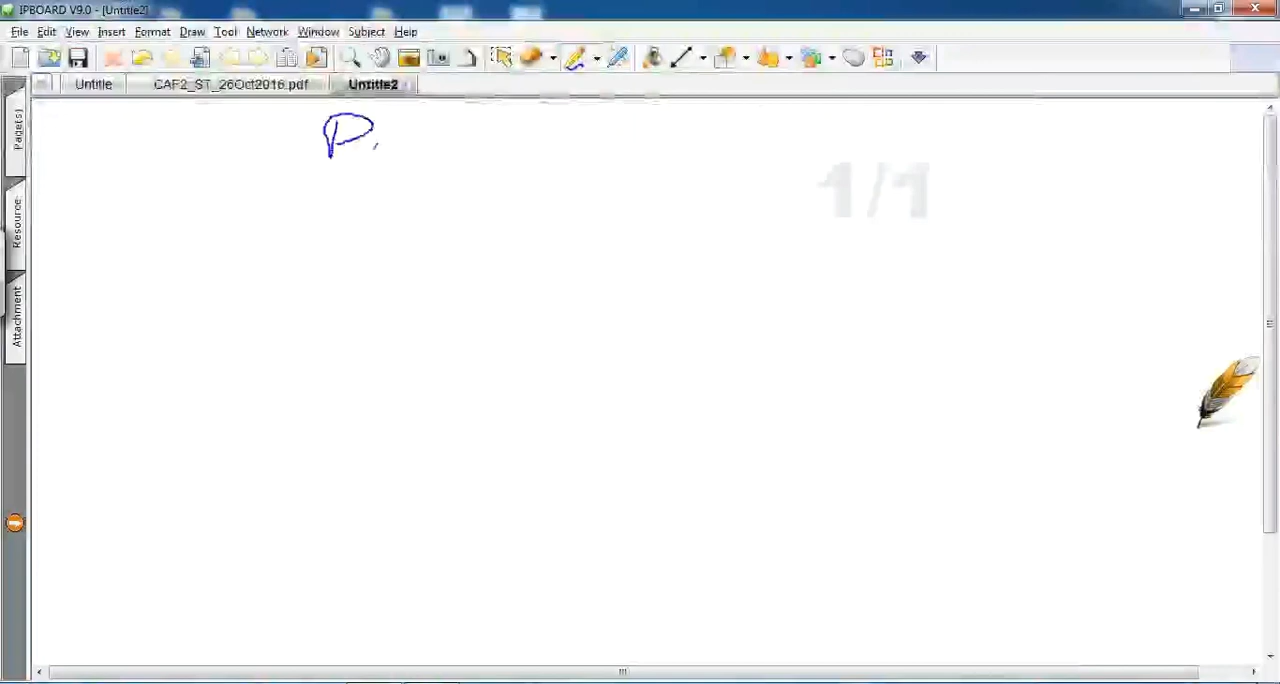 IPBOARD V9.0 - [Untitle2]
File Edit View Insert Format Draw Tool Network Window Subject Help
Untitle CAF2_ST_26Oct2016.pdf Untitle2
Page(s)
Resource
Attachment
P
1/1